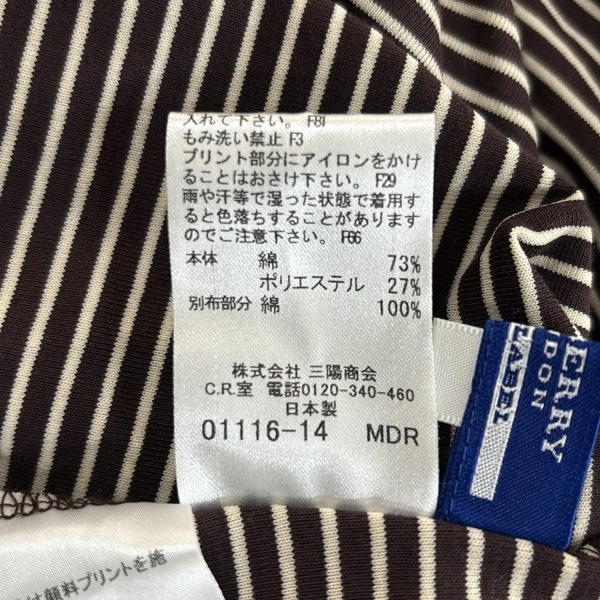 入れて下さい。 F81
もみ洗い禁止 F3
プリント部分にアイロンをかけ
ることはおさけ下さい。 F29
雨や汗等で湿った状態で着用す
ると色落ちすることがあります
のでご注意下さい。 F66
本体 綿 73%
ポリエステル 27%
別布部分 綿 100%
株式会社 三陽商会
C.R.室 電話0120-340-460
日本製
01116-14 MDR
ERRY
DON
LABEL
は顔料プリントを施